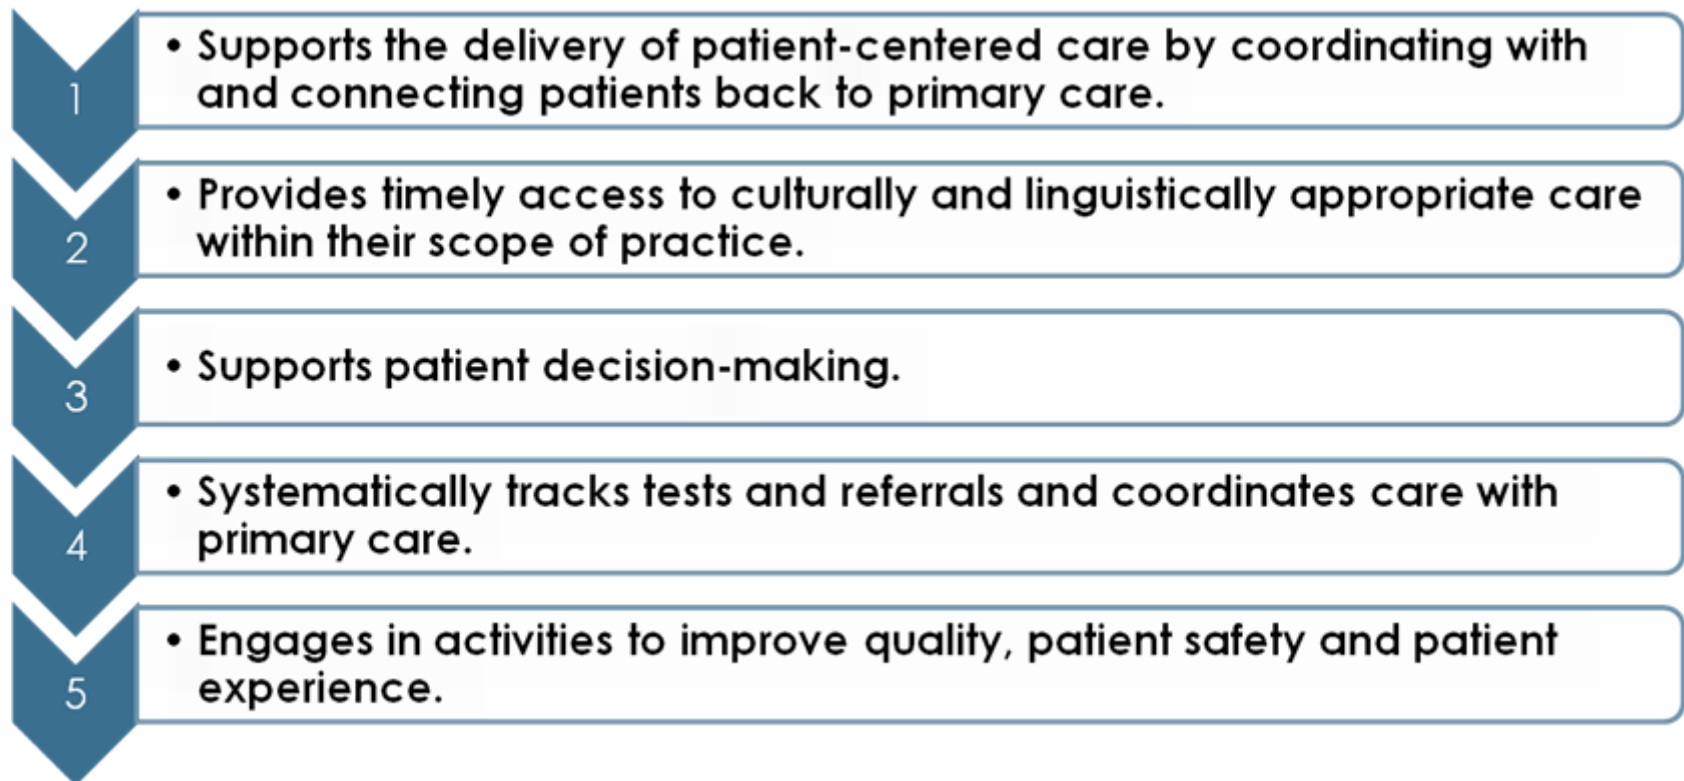 1
• Supports the delivery of patient-centered care by coordinating with
and connecting patients back to primary care.
2
• Provides timely access to culturally and linguistically appropriate care
within their scope of practice.
3
• Supports patient decision-making.
4
• Systematically tracks tests and referrals and coordinates care with
primary care.
5
• Engages in activities to improve quality, patient safety and patient
experience.